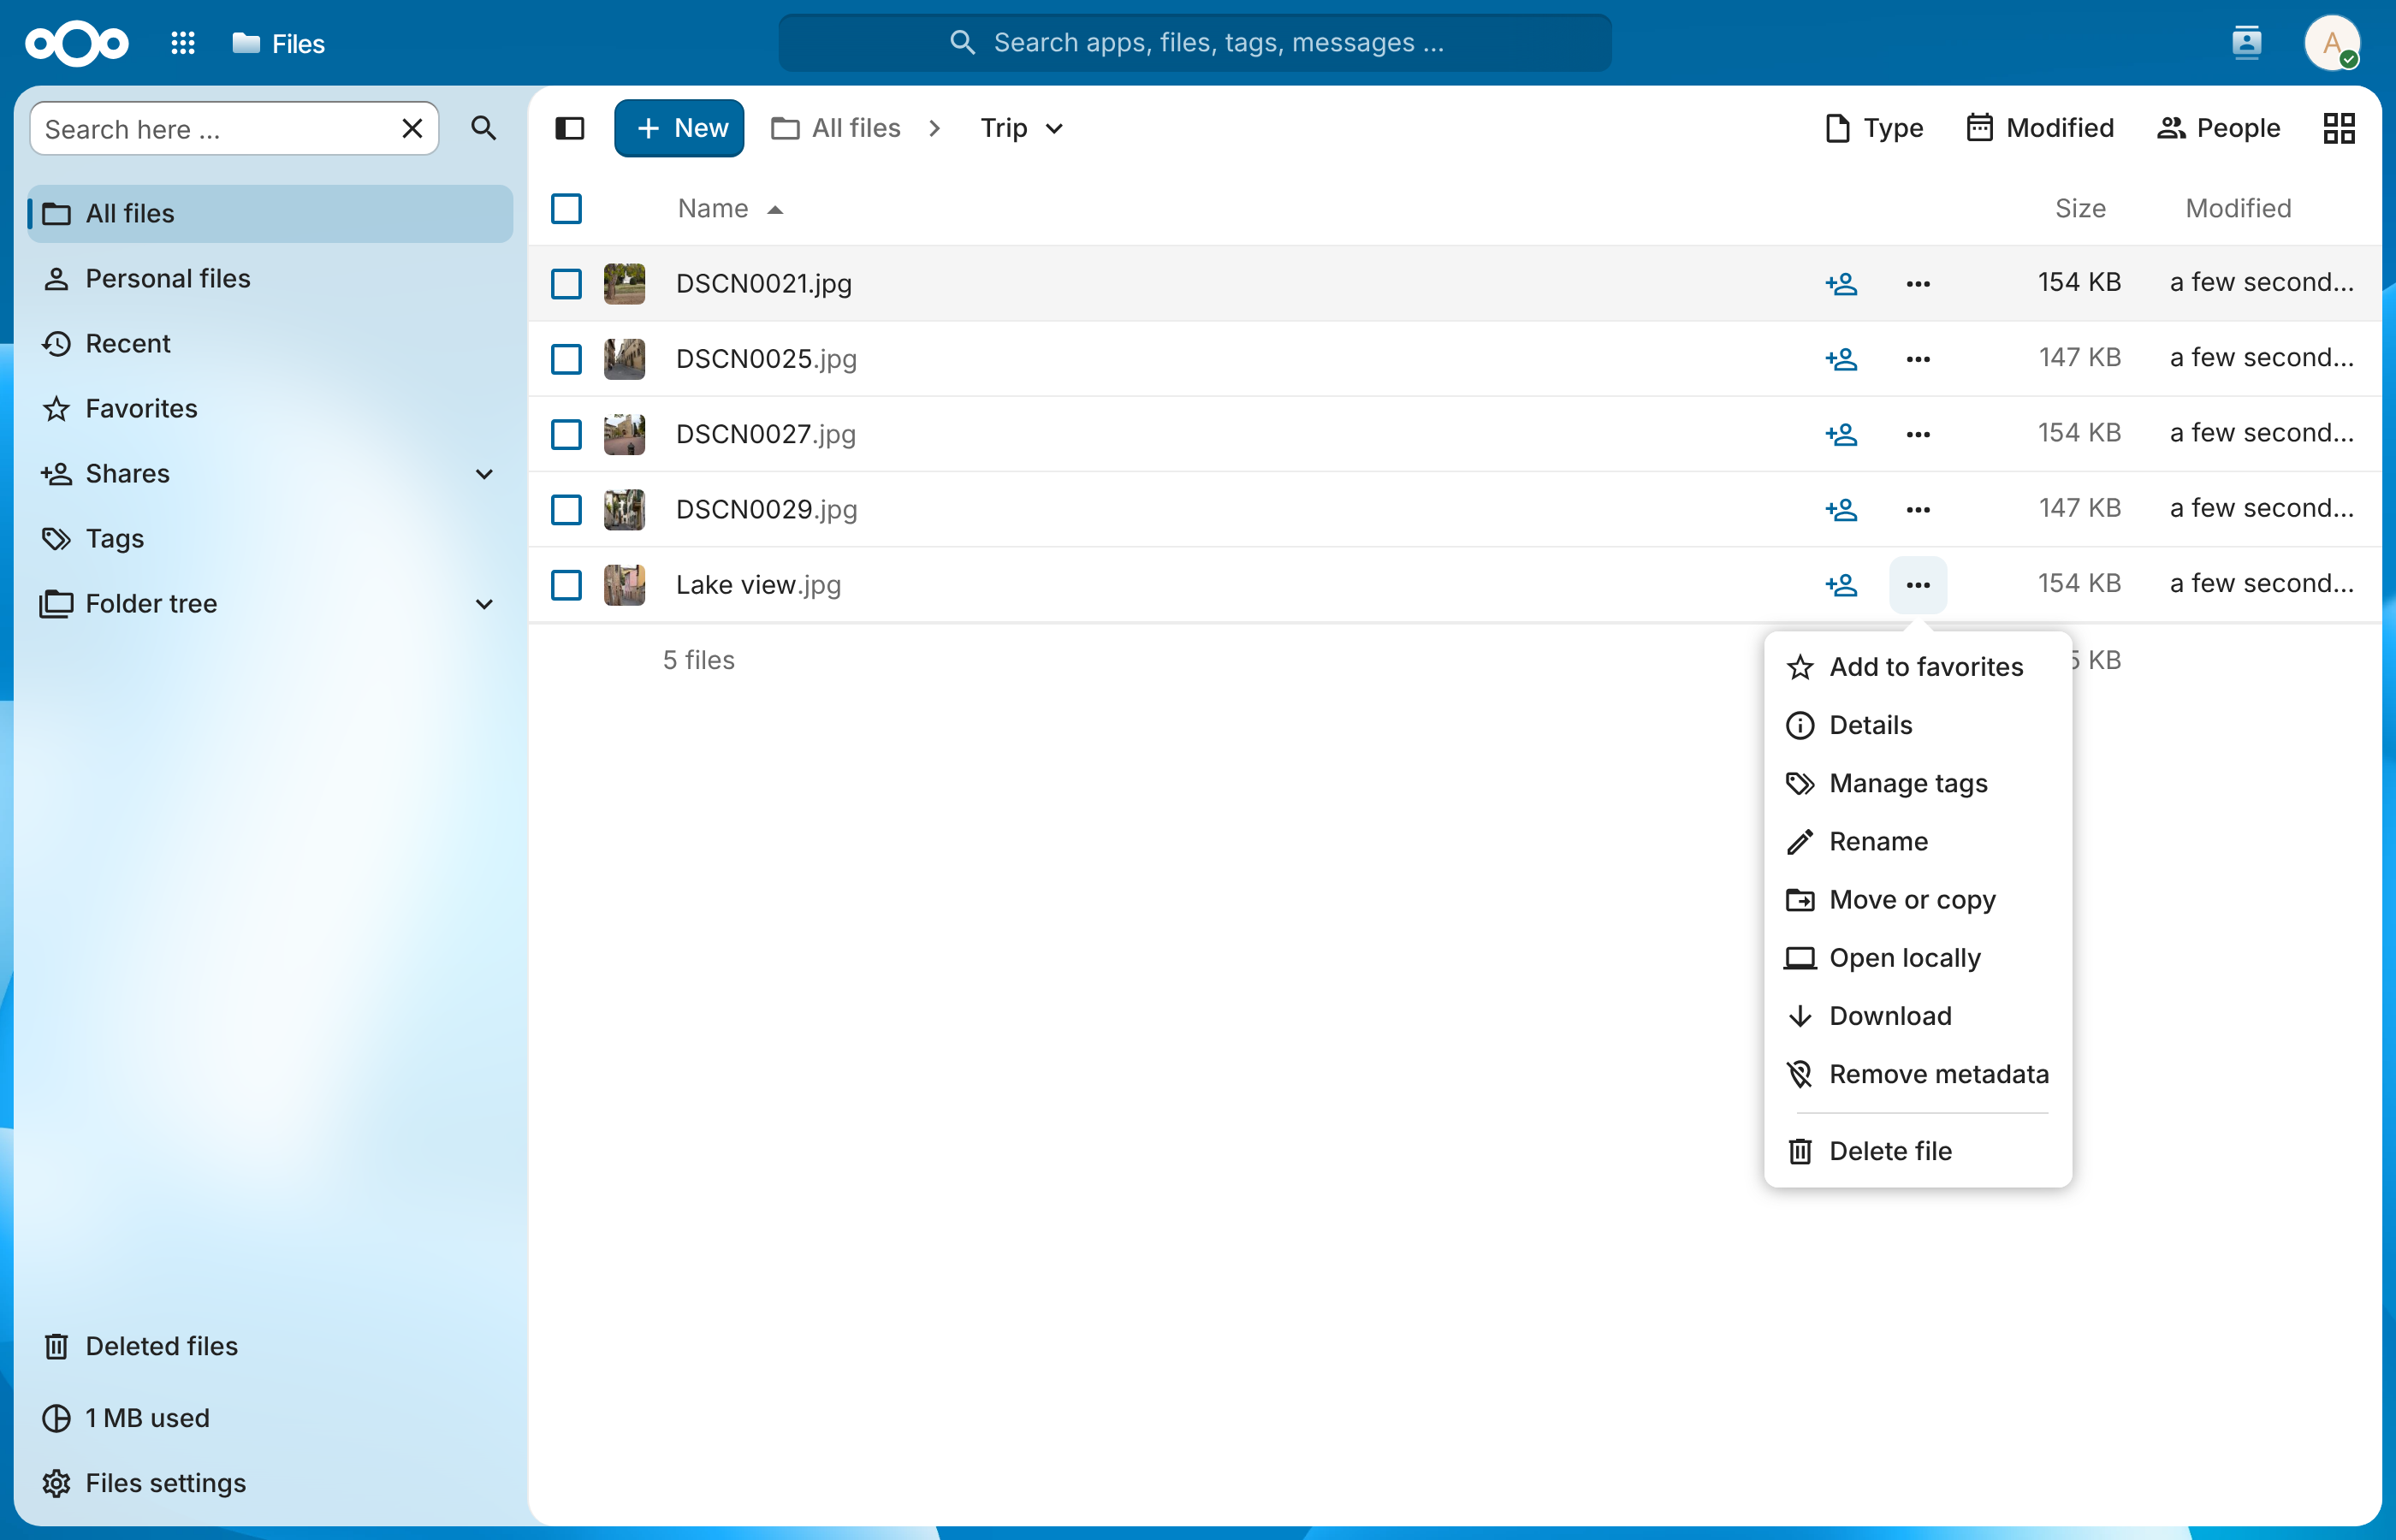 Files
Search apps, files, tags, messages ...
A
Search here ...
All files
Personal files
Recent
Favorites
Shares
Tags
Folder tree
Deleted files
1 MB used
Files settings
New
All files
Trip
Type
Modified
People
Name
Size
Modified
DSCN0021.jpg
154 KB
a few second...
DSCN0025.jpg
147 KB
a few second...
DSCN0027.jpg
154 KB
a few second...
DSCN0029.jpg
147 KB
a few second...
Lake view.jpg
154 KB
a few second...
5 files
KB
Add to favorites
Details
Manage tags
Rename
Move or copy
Open locally
Download
Remove metadata
Delete file